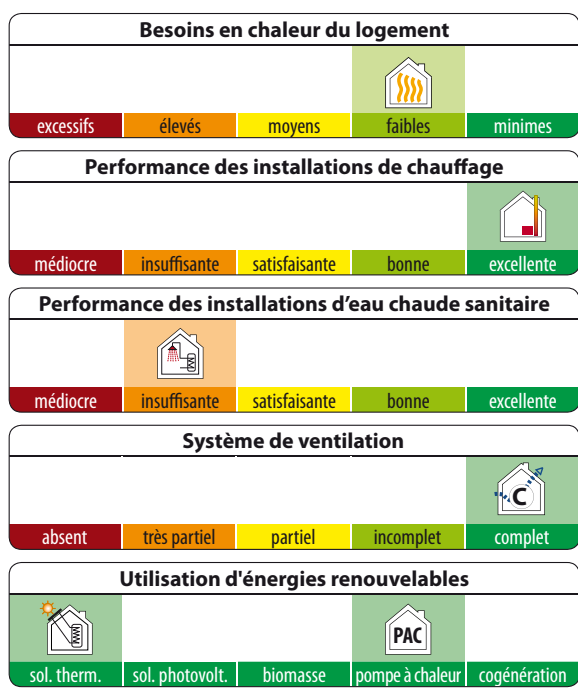 Besoins en chaleur du logement
excessifs élevés moyens faibles minimes
Performance des installations de chauffage
médiocre insuffisante satisfaisante bonne excellente
Performance des installations d’eau chaude sanitaire
médiocre insuffisante satisfaisante bonne excellente
Système de ventilation
C
absent très partiel partiel incomplet complet
Utilisation d'énergies renouvelables
PAC
sol. therm. sol. photovolt. biomasse pompe à chaleur cogénération